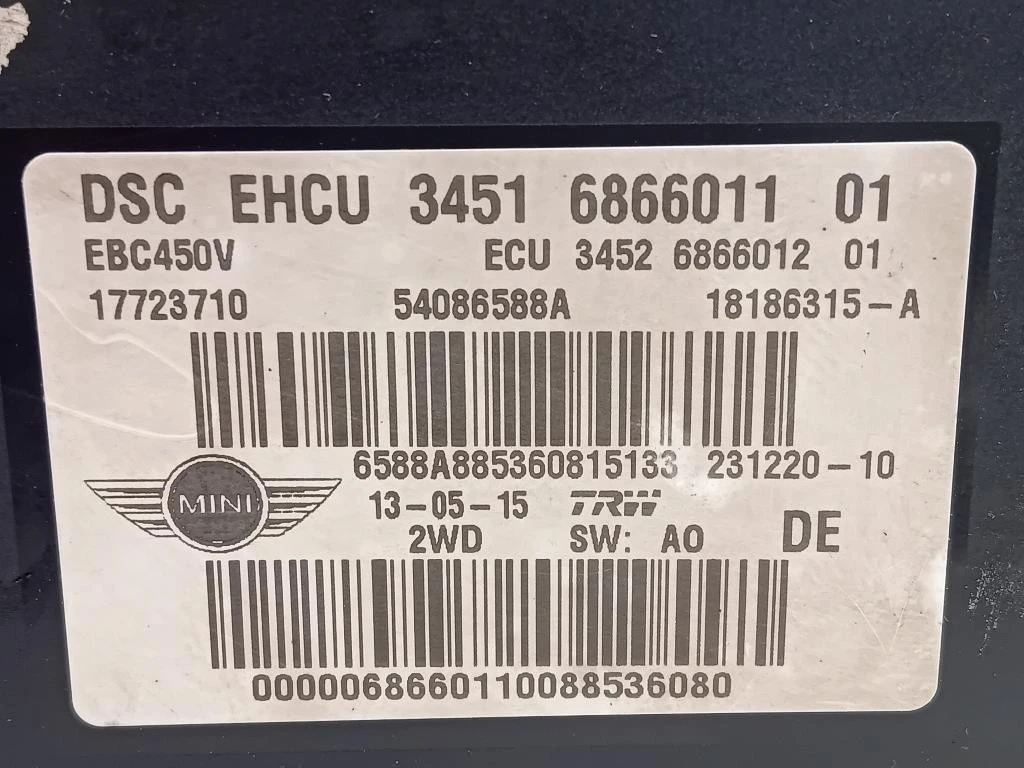 DSC EHCU 3451 6866011 01
EBC450V ECU 3452 6866012 01
17723710 54086588A 18186315-A
6588A885360815133 231220-10
MINI 13-05-15 TRW
2WD SW: A0 DE
0000068660110088536080